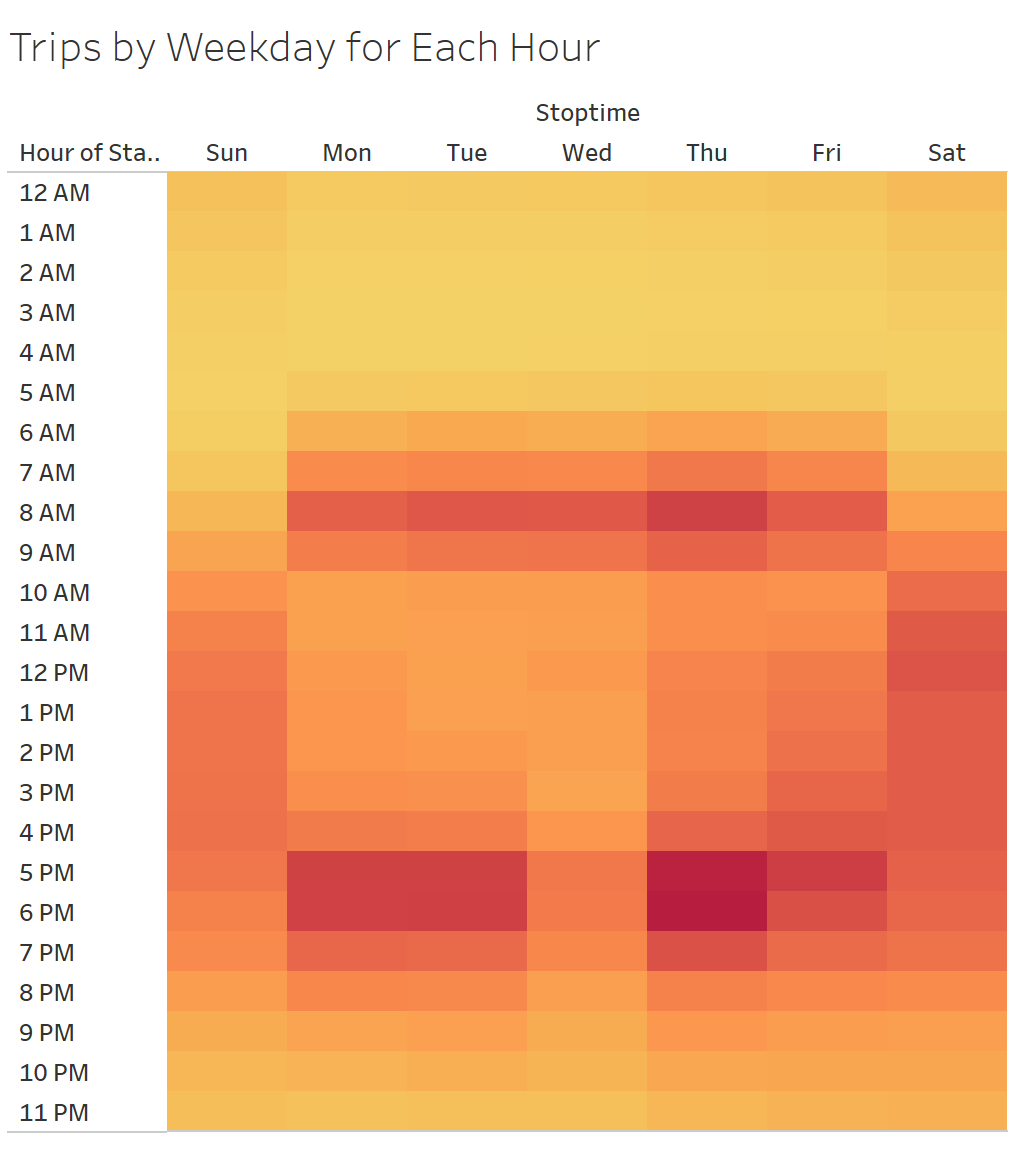 Trips by Weekday for Each Hour
Stoptime
Hour of Sta.. Sun Mon Tue Wed Thu Fri Sat
12 AM
1 AM
2 AM
3 AM
4 AM
5 AM
6 AM
7 AM
8 AM
9 AM
10 AM
11 AM
12 PM
1 PM
2 PM
3 PM
4 PM
5 PM
6 PM
7 PM
8 PM
9 PM
10 PM
11 PM